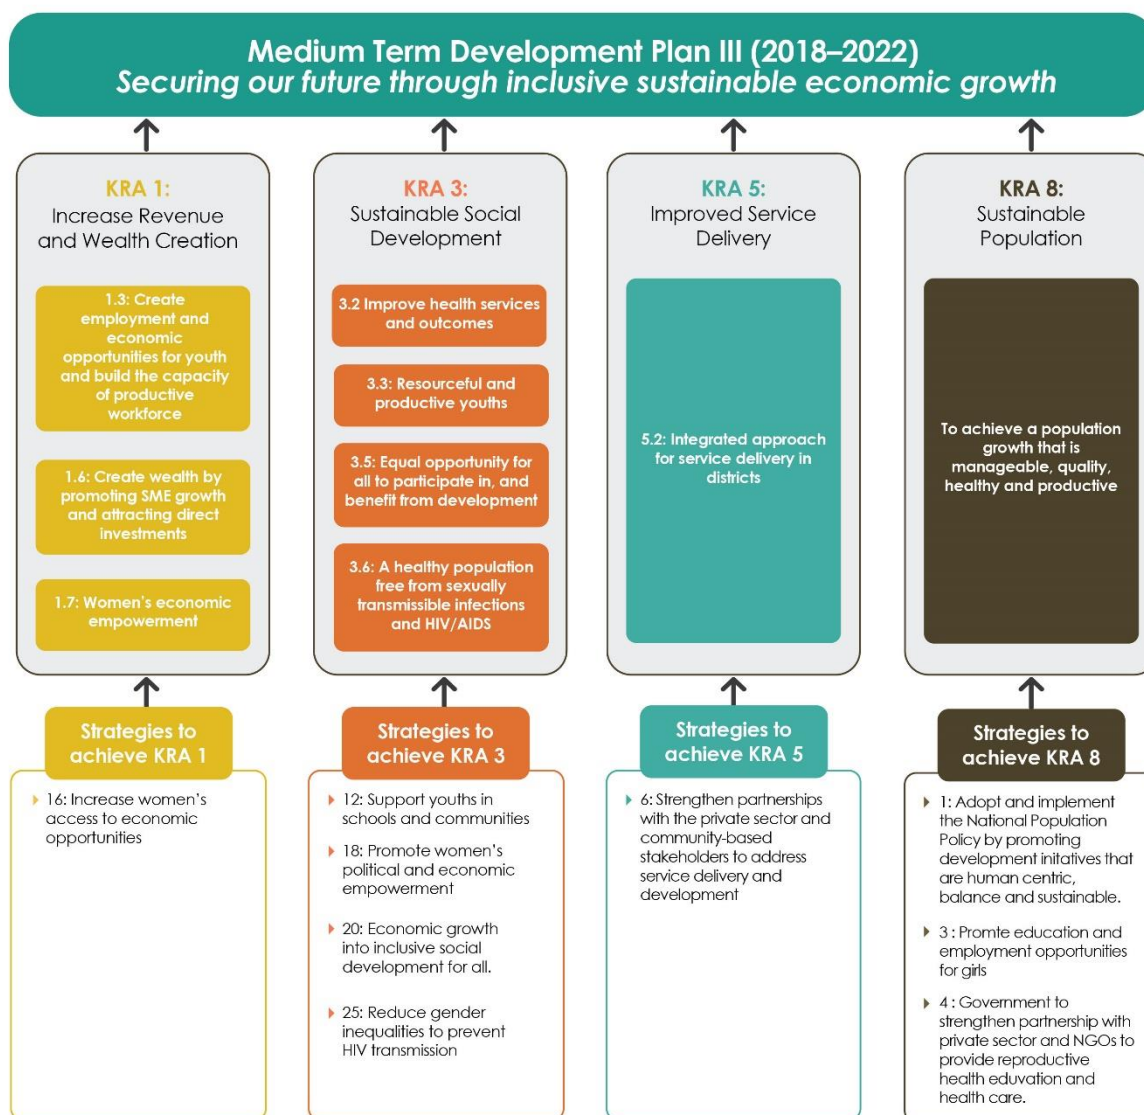 Medium Term Development Plan III (2018–2022)
Securing our future through inclusive sustainable economic growth
KRA 1:
Increase Revenue
and Wealth Creation
1.3: Create
employment and
economic
opportunities for youth
and build the capacity
of productive
workforce
1.6: Create wealth by
promoting SME growth
and attracting direct
investments
1.7: Women's economic
empowerment
Strategies to
achieve KRA 1
16: Increase women's
access to economic
opportunities
KRA 3:
Sustainable Social
Development
3.2 Improve health services
and outcomes
3.3: Resourceful and
productive youths
3.5: Equal opportunity for
all to participate in, and
benefit from development
3.6: A healthy population
free from sexually
transmissible infections
and HIV/AIDS
Strategies to
achieve KRA 3
12: Support youths in
schools and communities
18: Promote women's
political and economic
empowerment
20: Economic growth
into inclusive social
development for all.
25: Reduce gender
inequalities to prevent
HIV transmission
KRA 5:
Improved Service
Delivery
5.2: Integrated approach
for service delivery in
districts
Strategies to
achieve KRA 5
6: Strengthen partnerships
with the private sector and
community-based
stakeholders to address
service delivery and
development
KRA 8:
Sustainable
Population
To achieve a population
growth that is
manageable, quality,
healthy and productive
Strategies to
achieve KRA 8
1: Adopt and implement
the National Population
Policy by promoting
development initatives that
are human centric,
balance and sustainable.
3 : Promte education and
employment opportunities
for girls
4 : Government to
strengthen partnership with
private sector and NGOs to
provide reproductive
health eduvation and
health care.